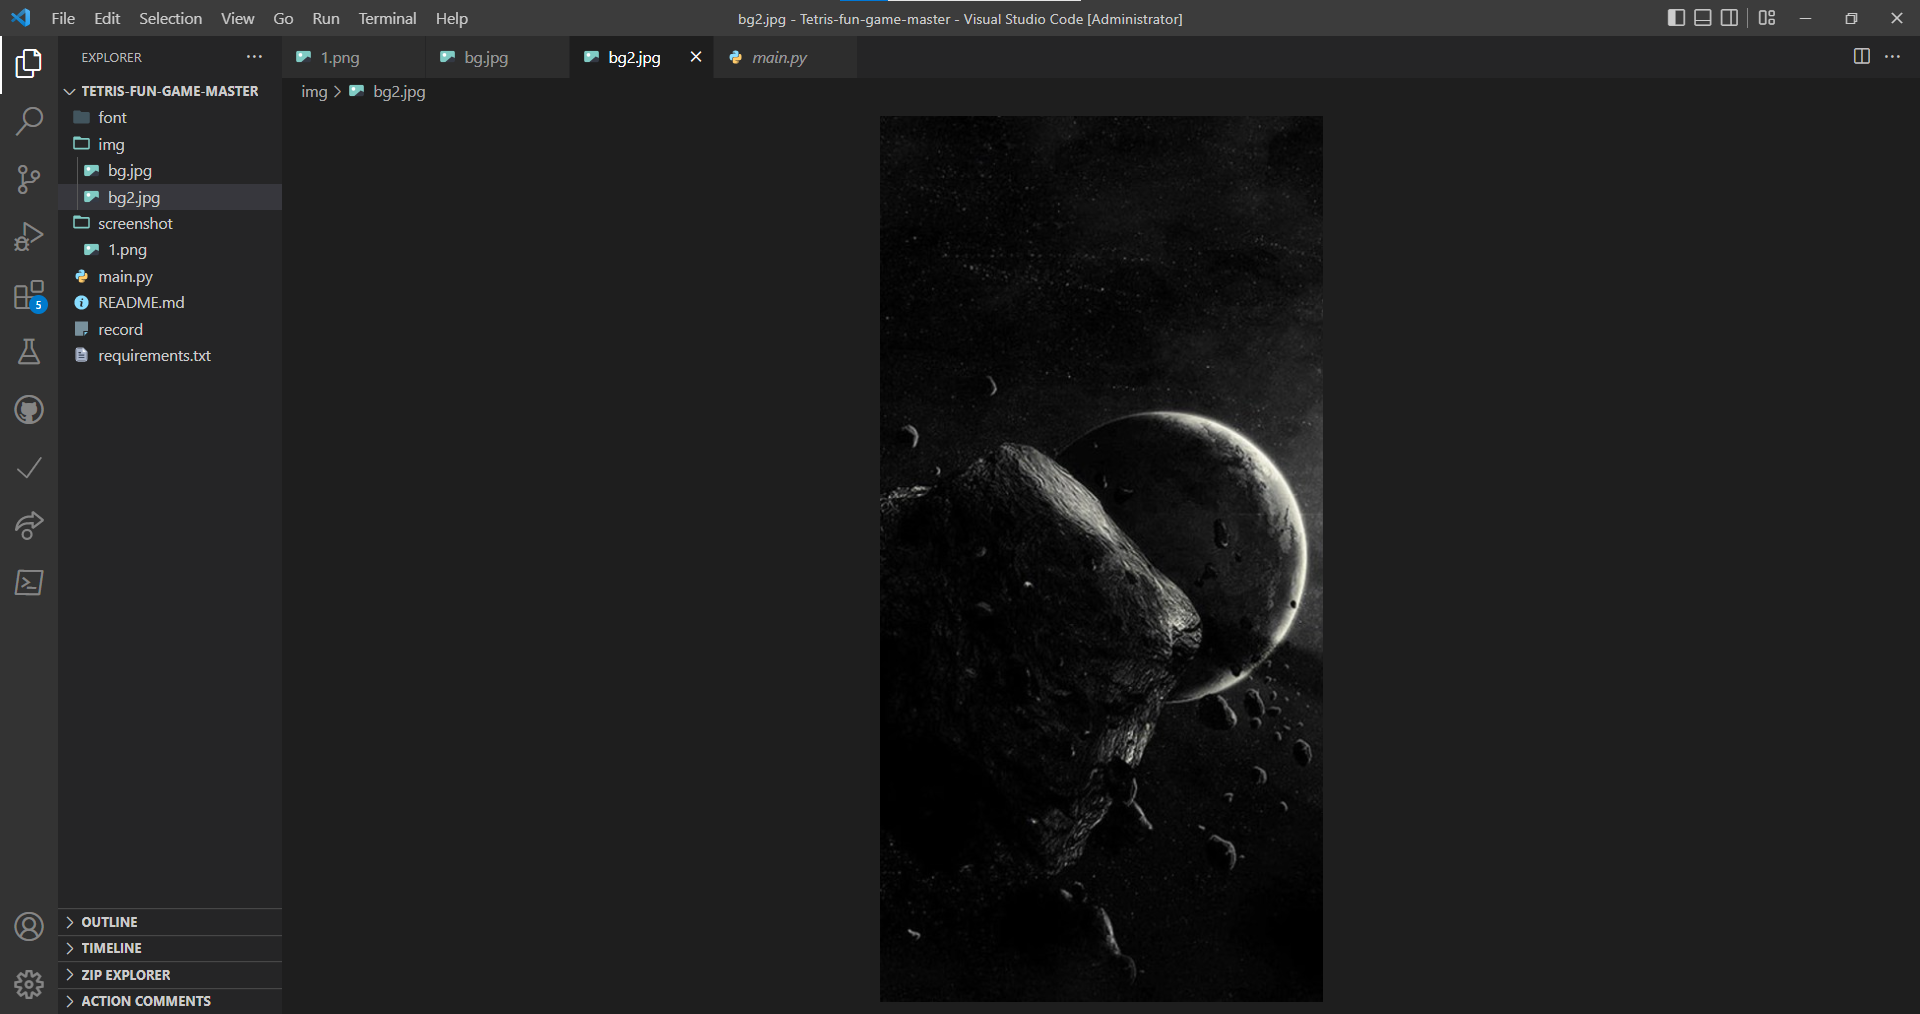 File Edit Selection View Go Run Terminal Help
bg2.jpg - Tetris-fun-game-master - Visual Studio Code [Administrator]
EXPLORER
1.png
bg.jpg
bg2.jpg
main.py
img > bg2.jpg
TETRIS-FUN-GAME-MASTER
font
img
bg.jpg
bg2.jpg
screenshot
1.png
main.py
README.md
record
requirements.txt
5
OUTLINE
TIMELINE
ZIP EXPLORER
ACTION COMMENTS